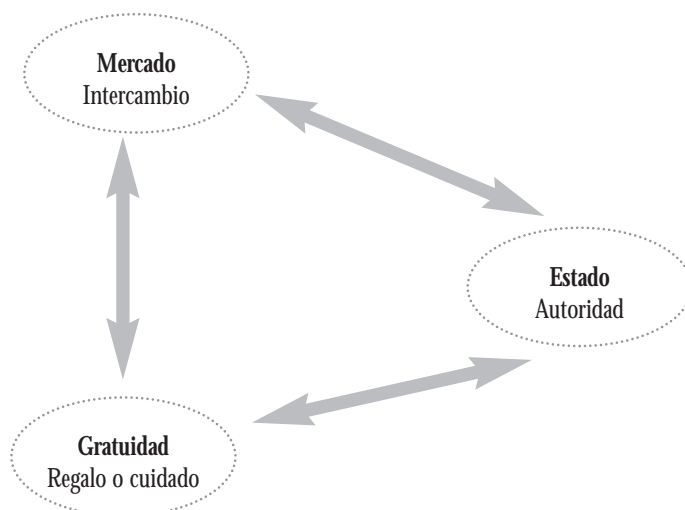 Mercado
Intercambio
Estado
Autoridad
Gratuidad
Regalo o cuidado